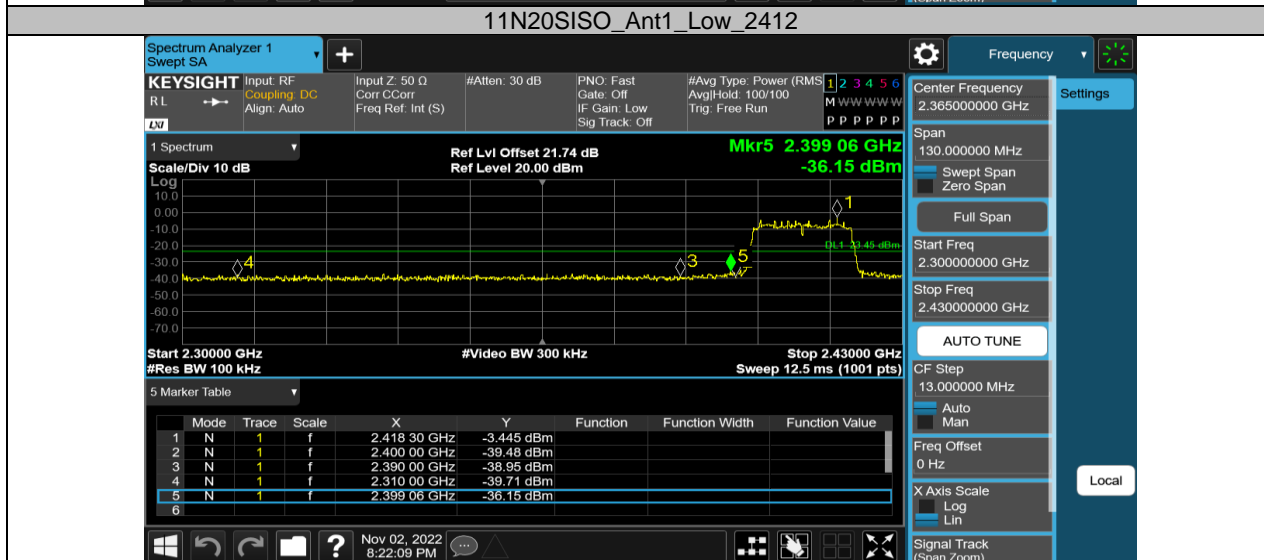 (Span Zoom)
11N20SISO_Ant1_Low_2412
Spectrum Analyzer 1
Swept SA
+
Frequency
KEYSIGHT
RL
LXI
Input: RF
Coupling: DC
Align: Auto
Input Z: 50 Ω
Corr CCorr
Freq Ref: Int (S)
#Atten: 30 dB
PNO: Fast
Gate: Off
IF Gain: Low
Sig Track: Off
#Avg Type: Power (RMS
Avg|Hold: 100/100
Trig: Free Run
1 2 3 4 5 6
M W W W W W
P P P P P P
1 Spectrum
Scale/Div 10 dB
Ref Lvl Offset 21.74 dB
Ref Level 20.00 dBm
Mkr5 2.399 06 GHz
-36.15 dBm
Log
10.0
0.00
-10.0
-20.0
-30.0
-40.0
-50.0
-60.0
-70.0
1
DL1 -23.45 dBm
4
3
5
Start 2.30000 GHz
#Video BW 300 kHz
Stop 2.43000 GHz
#Res BW 100 kHz
Sweep 12.5 ms (1001 pts)
5 Marker Table
Mode Trace Scale X Y Function Function Width Function Value
1 N 1 f 2.418 30 GHz -3.445 dBm
2 N 1 f 2.400 00 GHz -39.48 dBm
3 N 1 f 2.390 00 GHz -38.95 dBm
4 N 1 f 2.310 00 GHz -39.71 dBm
5 N 1 f 2.399 06 GHz -36.15 dBm
6
?
Nov 02, 2022
8:22:09 PM
Center Frequency
2.365000000 GHz
Settings
Span
130.000000 MHz
Swept Span
Zero Span
Full Span
Start Freq
2.300000000 GHz
Stop Freq
2.430000000 GHz
AUTO TUNE
CF Step
13.000000 MHz
Auto
Man
Freq Offset
0 Hz
X Axis Scale
Log
Lin
Local
Signal Track
(Span Zoom)